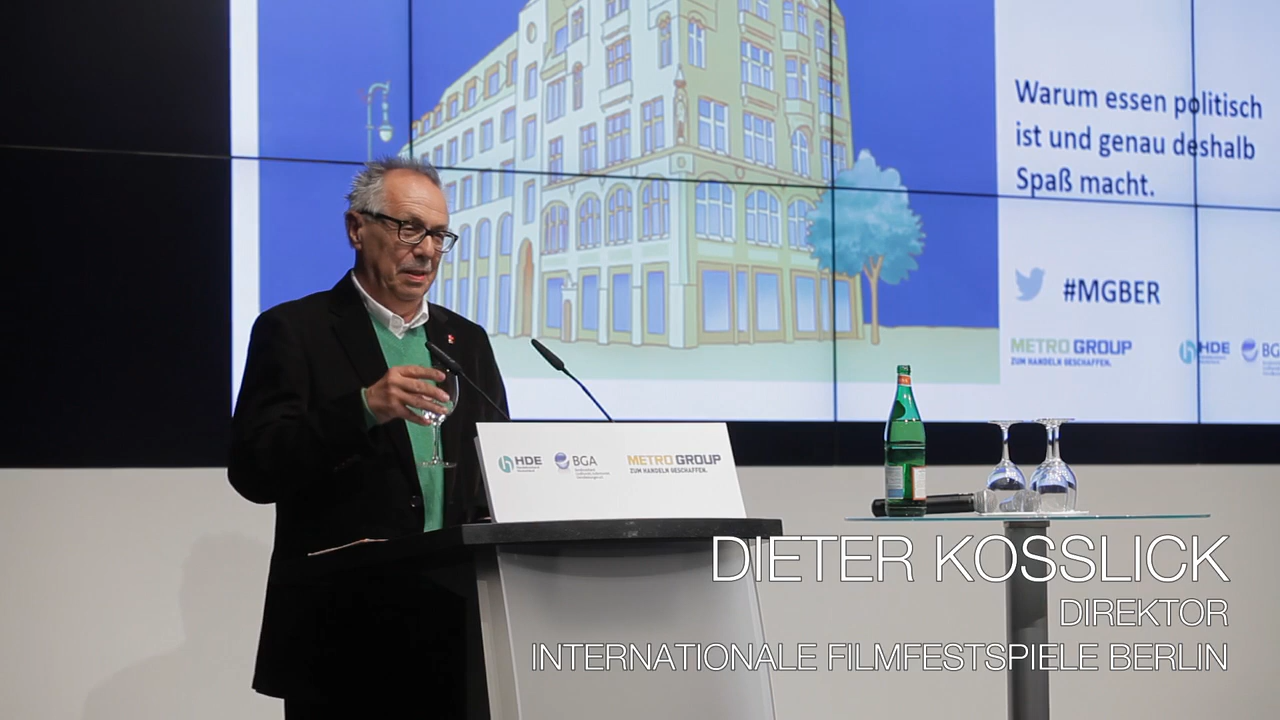 Warum essen politisch
ist und genau deshalb
Spaß macht.
#MGBER
METRO GROUP
ZUM HANDELN GESCHAFFEN.
HDE
BG
HDE
BGA
METRO GROUP
ZUM HANDELN GESCHAFFEN.
DIETER KOSSLICK
DIREKTOR
INTERNATIONALE FILMFESTSPIELE BERLIN